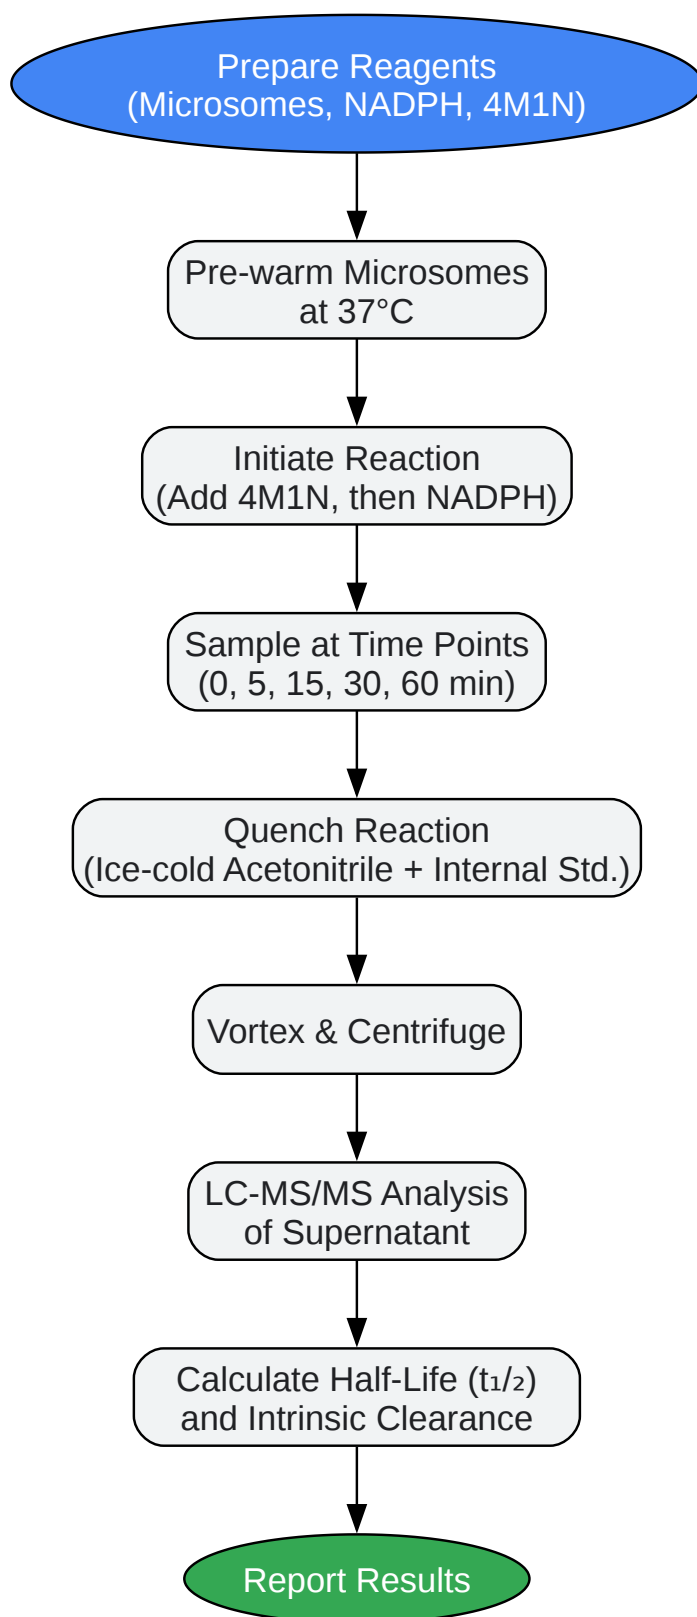 Prepare Reagents
(Microsomes, NADPH, 4M1N)
Pre-warm Microsomes
at 37°C
Initiate Reaction
(Add 4M1N, then NADPH)
Sample at Time Points
(0, 5, 15, 30, 60 min)
Quench Reaction
(Ice-cold Acetonitrile + Internal Std.)
Vortex & Centrifuge
LC-MS/MS Analysis
of Supernatant
Calculate Half-Life (t₁/₂)
and Intrinsic Clearance
Report Results